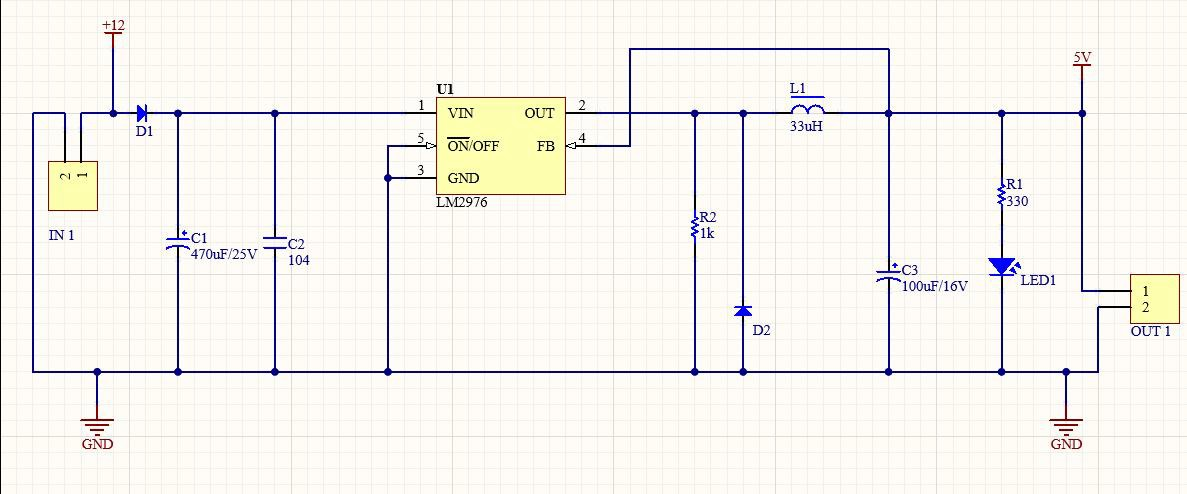 +12
5V
U1
L1
1
VIN
OUT
2
D1
33uH
5
ON/OFF
FB
4
2
1
3
GND
R1
330
LM2976
IN 1
C1
470uF/25V
C2
104
R2
1k
C3
100uF/16V
LED1
1
2
D2
OUT 1
GND
GND